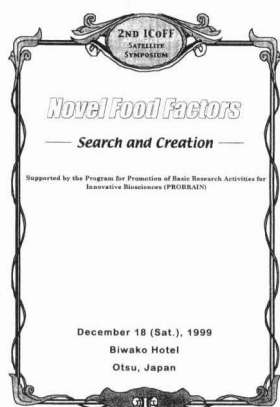 2ND ICoFF
SATELLITE
SYMPOSIUM
Novel Food Factors
Search and Creation
Supported by the Program for Promotion of Basic Research Activities for
Innovative Biosciences (PROBRAIN)
December 18 (Sat.), 1999
Biwako Hotel
Otsu, Japan